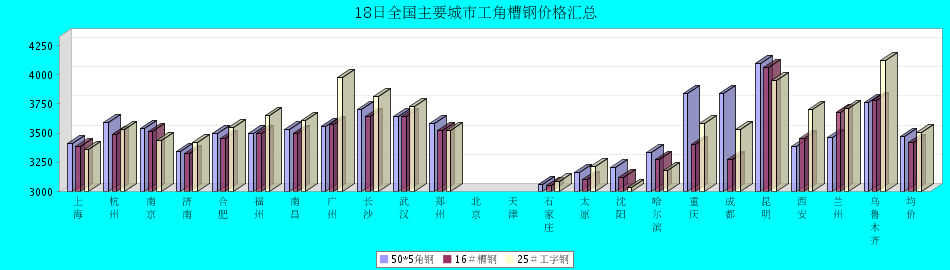 18日全国主要城市工角槽钢价格汇总
4250
4000
3750
3500
3250
3000
上海
杭州
南京
济南
合肥
福州
南昌
广州
长沙
武汉
郑州
北京
天津
石家庄
太原
沈阳
哈尔滨
重庆
成都
昆明
西安
兰州
乌鲁木齐
均价
50*5角钢
16#槽钢
25#工字钢